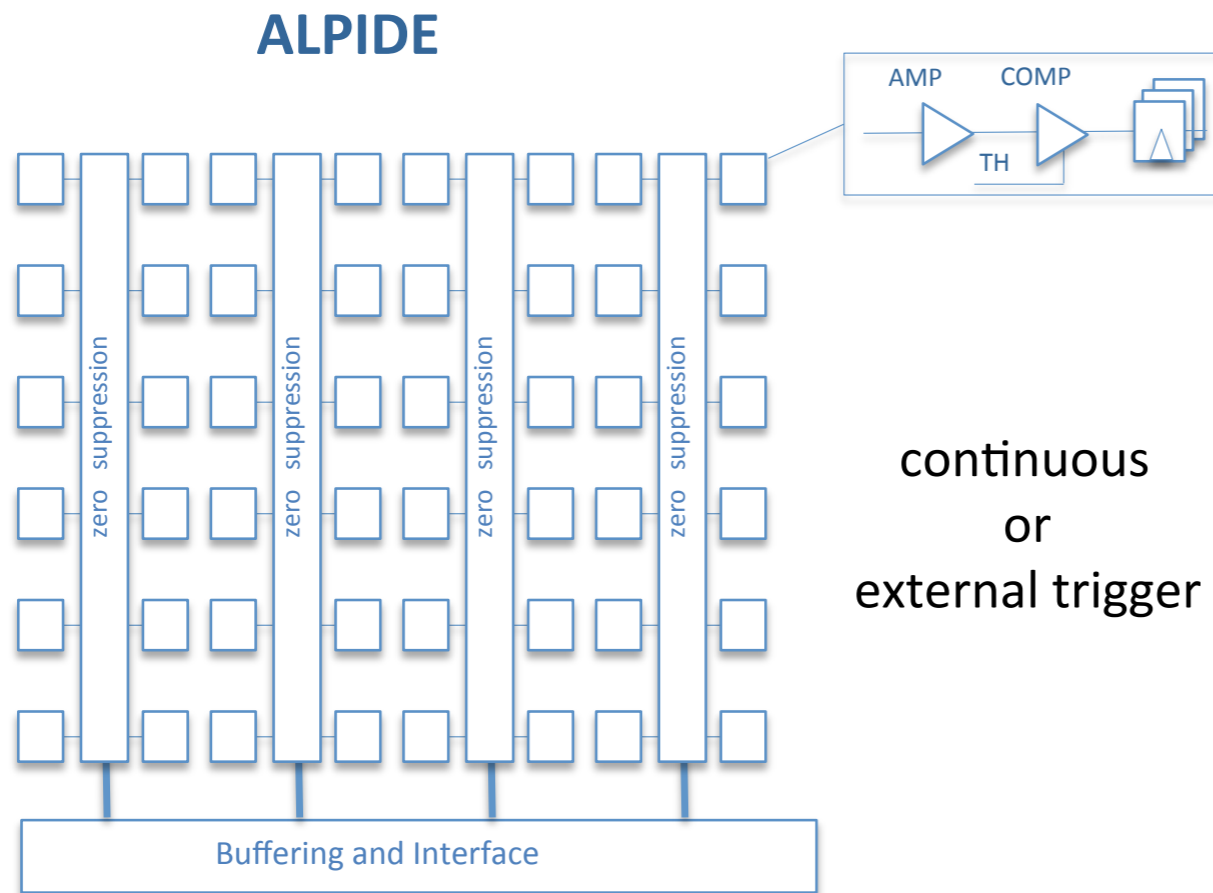 ALPIDE
AMP
COMP
TH
zero suppression
zero suppression
zero suppression
zero suppression
continuous
or
external trigger
Buffering and Interface